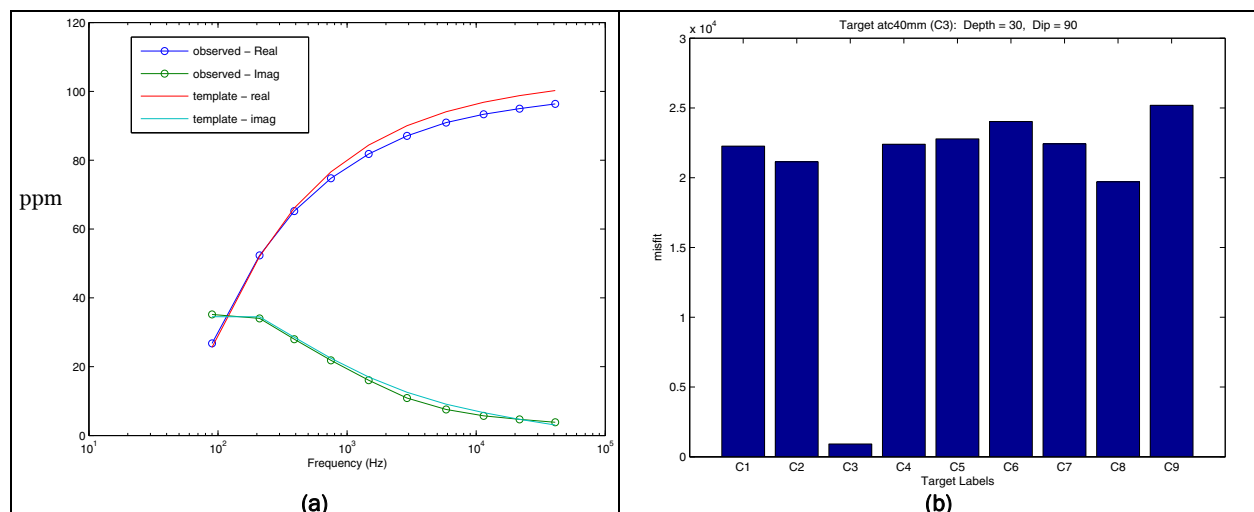 120
100
80
60
40
20
0
ppm
observed – Real
observed – Imag
template – real
template – imag
10^1
10^2
10^3
10^4
10^5
Frequency (Hz)
(a)
Target atc40mm (C3): Depth = 30, Dip = 90
x 10^4
3
2.5
2
1.5
1
0.5
0
misfit
C1 C2 C3 C4 C5 C6 C7 C8 C9
Target Labels
(b)